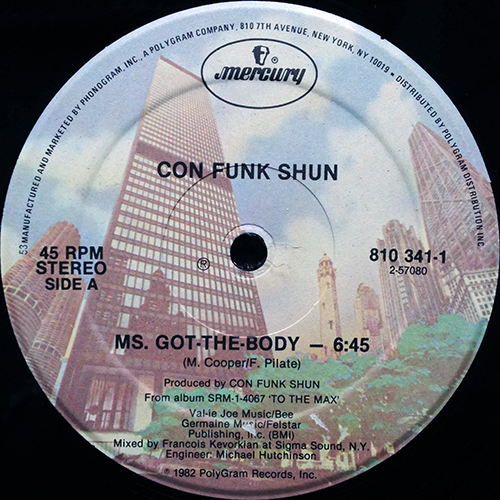 53 MANUFACTURED AND MARKETED BY PHONOGRAM, INC., A POLYGRAM COMPANY, 810 7TH AVENUE, NEW YORK, NY 10019 • DISTRIBUTED BY POLYGRAM DISTRIBUTION INC.
®
mercury
CON FUNK SHUN
45 RPM
STEREO
SIDE A
®
810 341-1
2-57080
MS. GOT-THE-BODY — 6:45
(M. Cooper/F. Pilate)
Produced by CON FUNK SHUN
From album SRM-1-4067 'TO THE MAX'
Val-ie Joe Music/Bee
Germaine Music/Felstar
Publishing, Inc. (BMI)
Mixed by Francois Kevorkian at Sigma Sound, N.Y.
Engineer: Michael Hutchinson
℗ 1982 PolyGram Records, Inc.